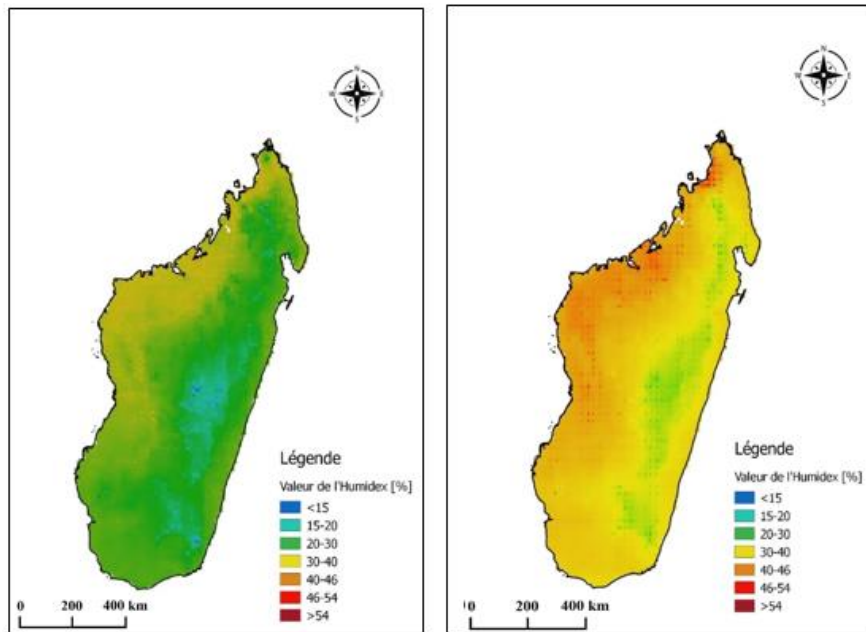 N
W E
S
Légende
Valeur de l'Humidex [%]
<15
15-20
20-30
30-40
40-46
46-54
>54
0 200 400 km
N
W E
S
Légende
Valeur de l'Humidex [%]
<15
15-20
20-30
30-40
40-46
46-54
>54
0 200 400 km